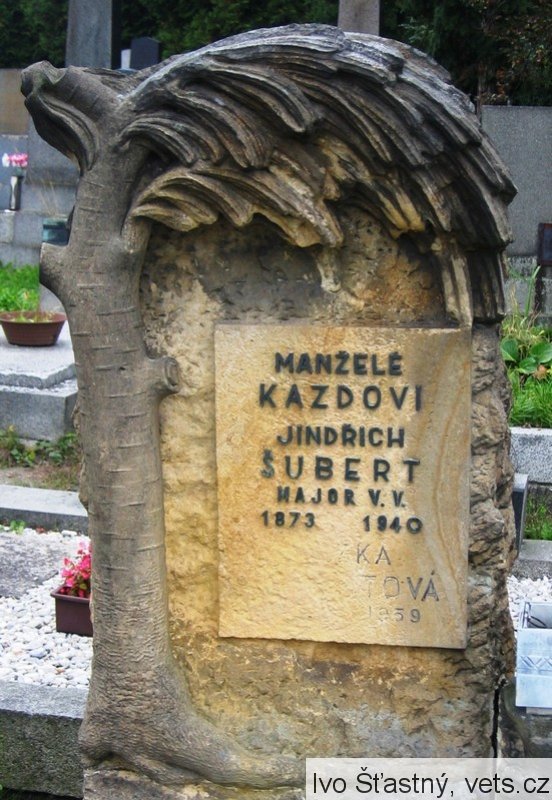 MANŽELÉ
KAZDOVI
JINDŘICH
ŠUBERT
MAJOR V.V.
1873 1940
KA
TOVÁ
1959
Ivo Šťastný, vets.cz